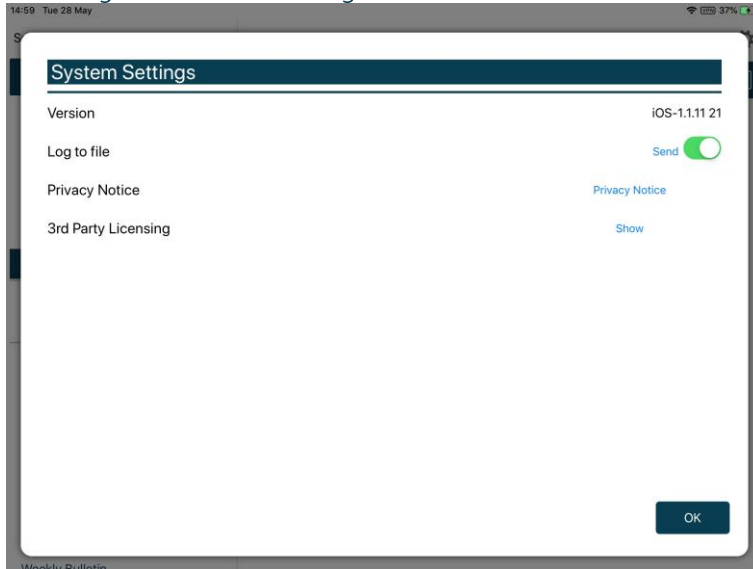 14:59 Tue 28 May
VPN 37%
System Settings
Version
iOS-1.1.11 21
Log to file
Send
Privacy Notice
Privacy Notice
3rd Party Licensing
Show
OK
Weekly Bulletin